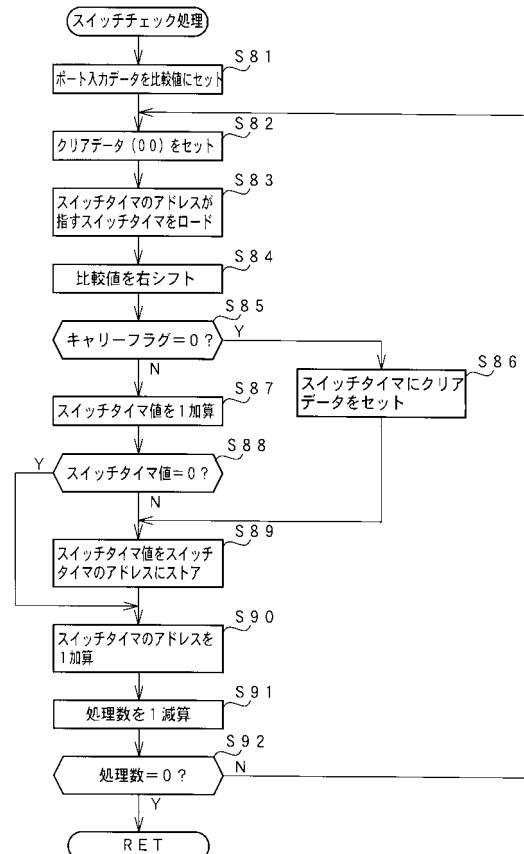 スイッチチェック処理
S81
ポート入力データを比較値にセット
S82
クリアデータ(00)をセット
S83
スイッチタイマのアドレスが
指すスイッチタイマをロード
S84
比較値を右シフト
S85
キャリーフラグ=0?
Y
N
S86
スイッチタイマにクリア
データをセット
S87
スイッチタイマ値を1加算
S88
Y
スイッチタイマ値=0?
N
S89
スイッチタイマ値をスイッチ
タイマのアドレスにストア
S90
スイッチタイマのアドレスを
1加算
S91
処理数を1減算
S92
処理数=0?
N
Y
RET